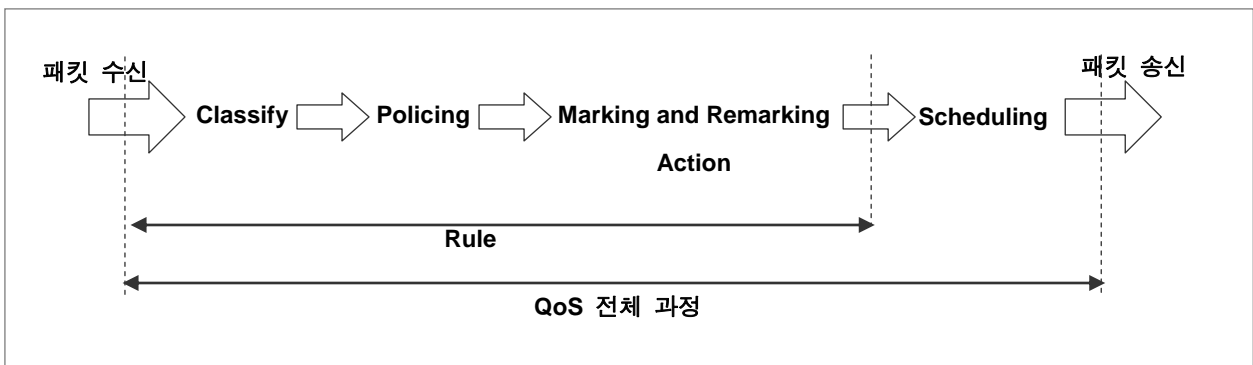 패킷 수신
패킷 송신
Classify Policing Marking and Remarking Scheduling
Action
Rule
QoS 전체 과정